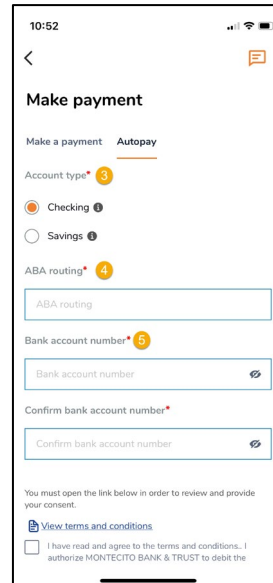 10:52
Make payment
Make a payment Autopay
Account type* 3
Checking
Savings
ABA routing* 4
ABA routing
Bank account number* 5
Bank account number
Confirm bank account number*
Confirm bank account number
You must open the link below in order to review and provide
your consent.
View terms and conditions
I have read and agree to the terms and conditions.. I
authorize MONTECITO BANK & TRUST to debit the